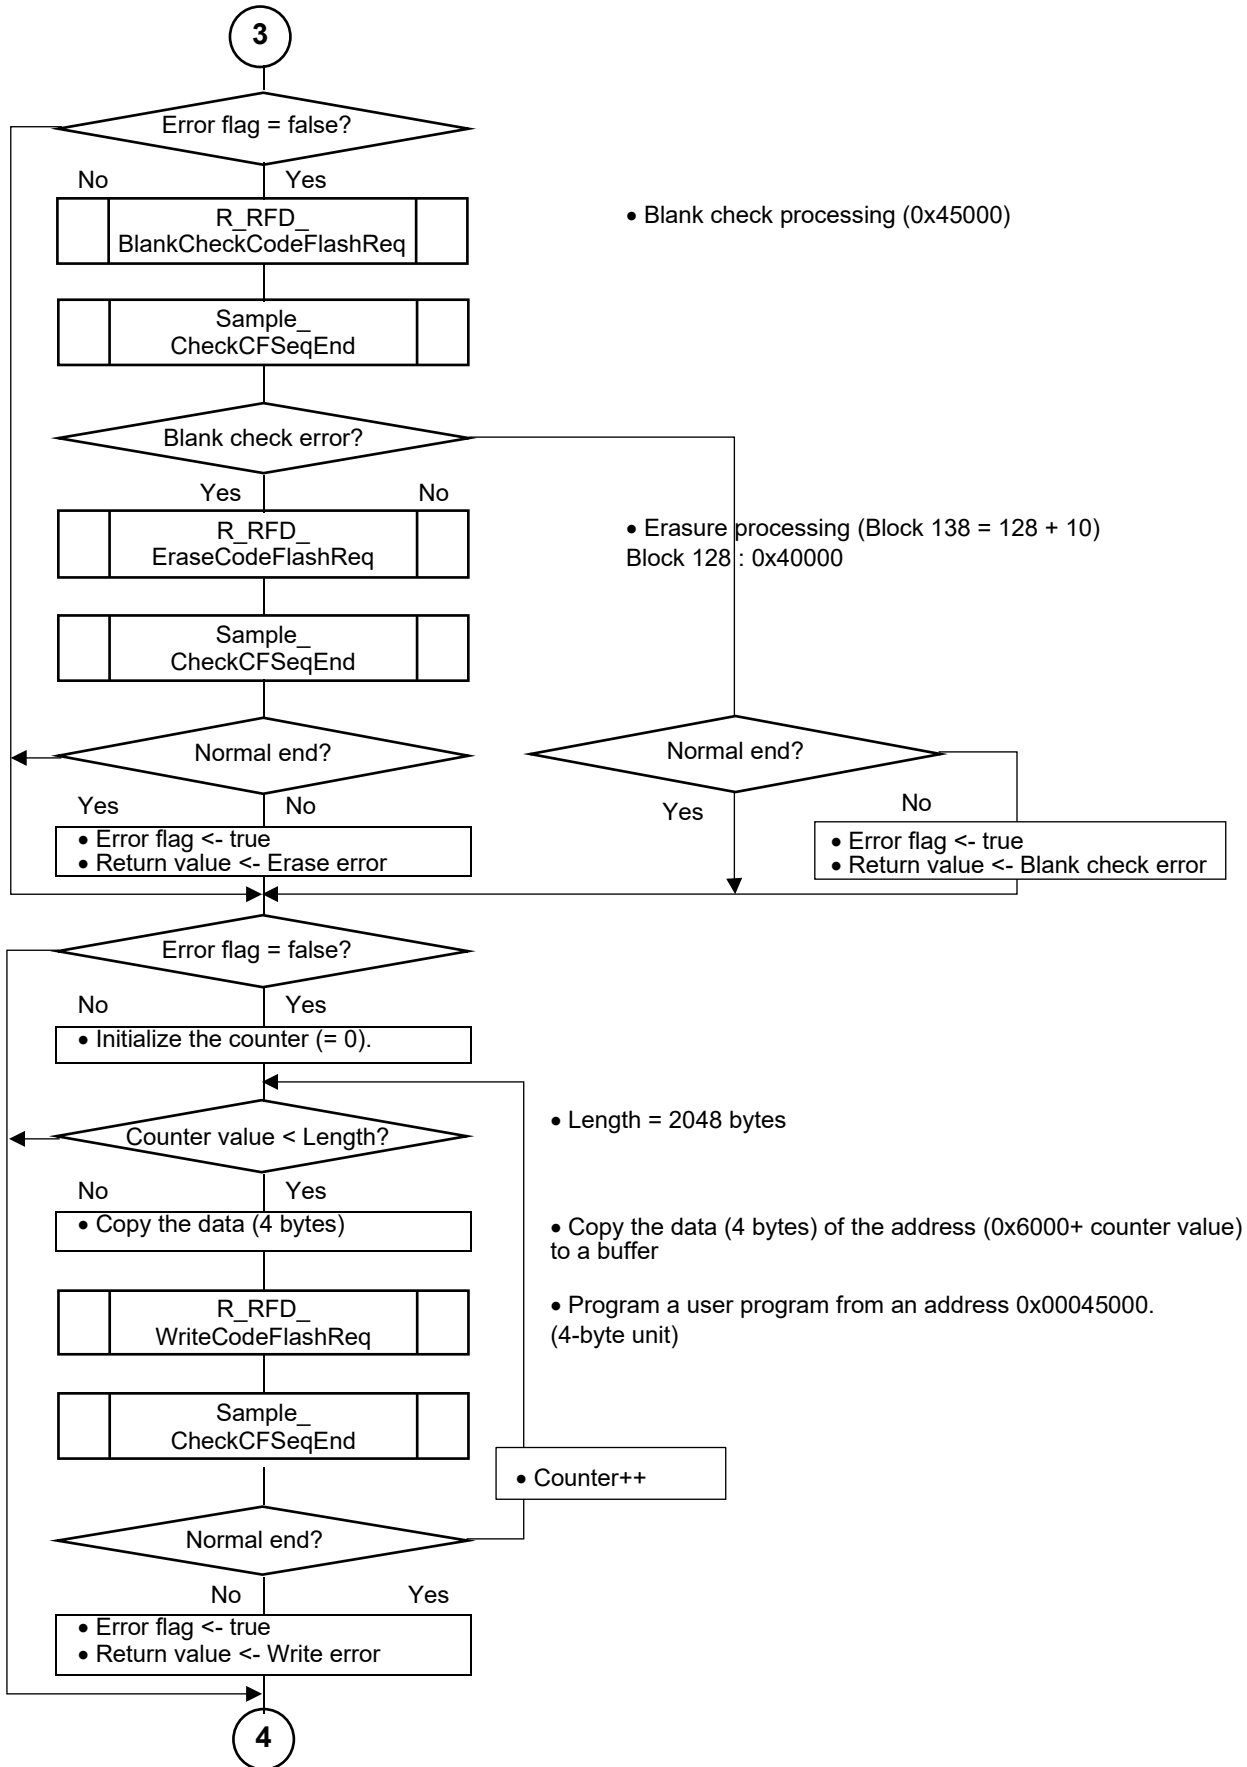 3
Error flag = false?
No
Yes
R_RFD_
BlankCheckCodeFlashReq
• Blank check processing (0x45000)
Sample_
CheckCFSeqEnd
Blank check error?
Yes
No
R_RFD_
EraseCodeFlashReq
• Erasure processing (Block 138 = 128 + 10)
Block 128 : 0x40000
Sample_
CheckCFSeqEnd
Normal end?
Normal end?
Yes
No
Yes
No
• Error flag <- true
• Return value <- Erase error
• Error flag <- true
• Return value <- Blank check error
Error flag = false?
No
Yes
• Initialize the counter (= 0).
Counter value < Length?
• Length = 2048 bytes
No
Yes
• Copy the data (4 bytes)
• Copy the data (4 bytes) of the address (0x6000+ counter value)
to a buffer
R_RFD_
WriteCodeFlashReq
• Program a user program from an address 0x00045000.
(4-byte unit)
Sample_
CheckCFSeqEnd
• Counter++
Normal end?
No
Yes
• Error flag <- true
• Return value <- Write error
4